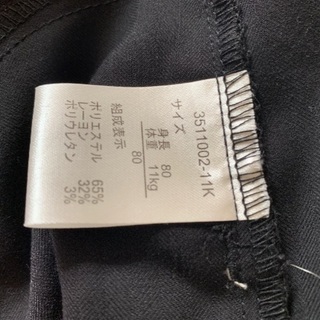 3511002-11K
サイズ
身長 80
体重 11kg
80
組成表示
ポリエステル 65%
レーヨン 32%
ポリウレタン 3%